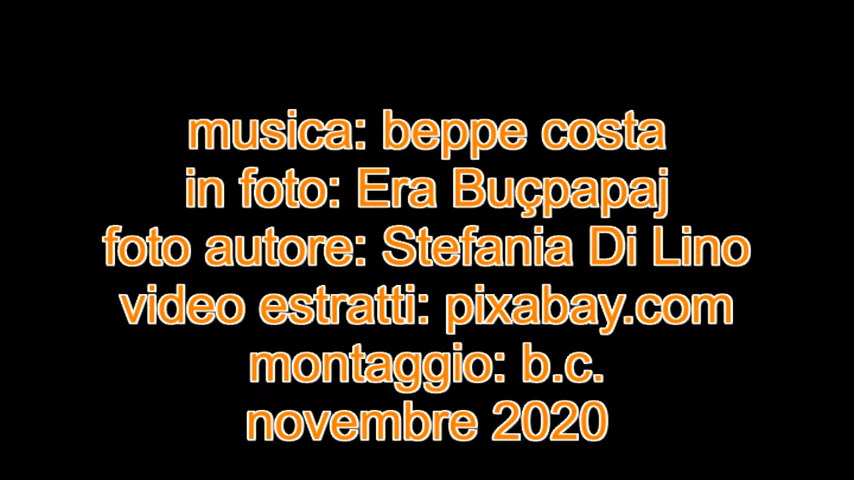 musica: beppe costa
in foto: Era Buçpapaj
foto autore: Stefania Di Lino
video estratti: pixabay.com
montaggio: b.c.
novembre 2020